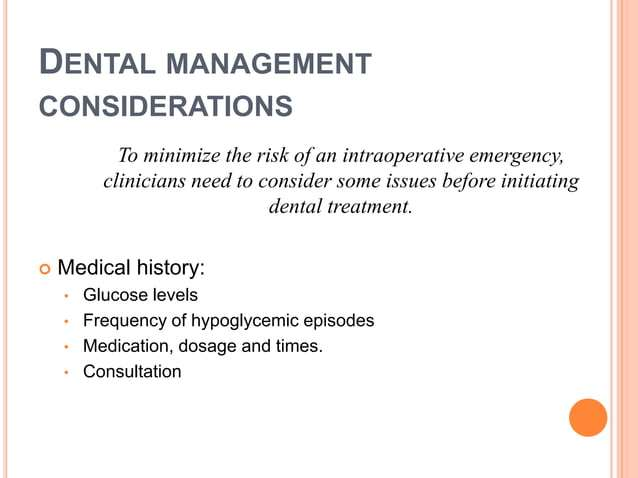 DENTAL MANAGEMENT
CONSIDERATIONS
To minimize the risk of an intraoperative emergency,
clinicians need to consider some issues before initiating
dental treatment.
Medical history:
Glucose levels
Frequency of hypoglycemic episodes
Medication, dosage and times.
Consultation